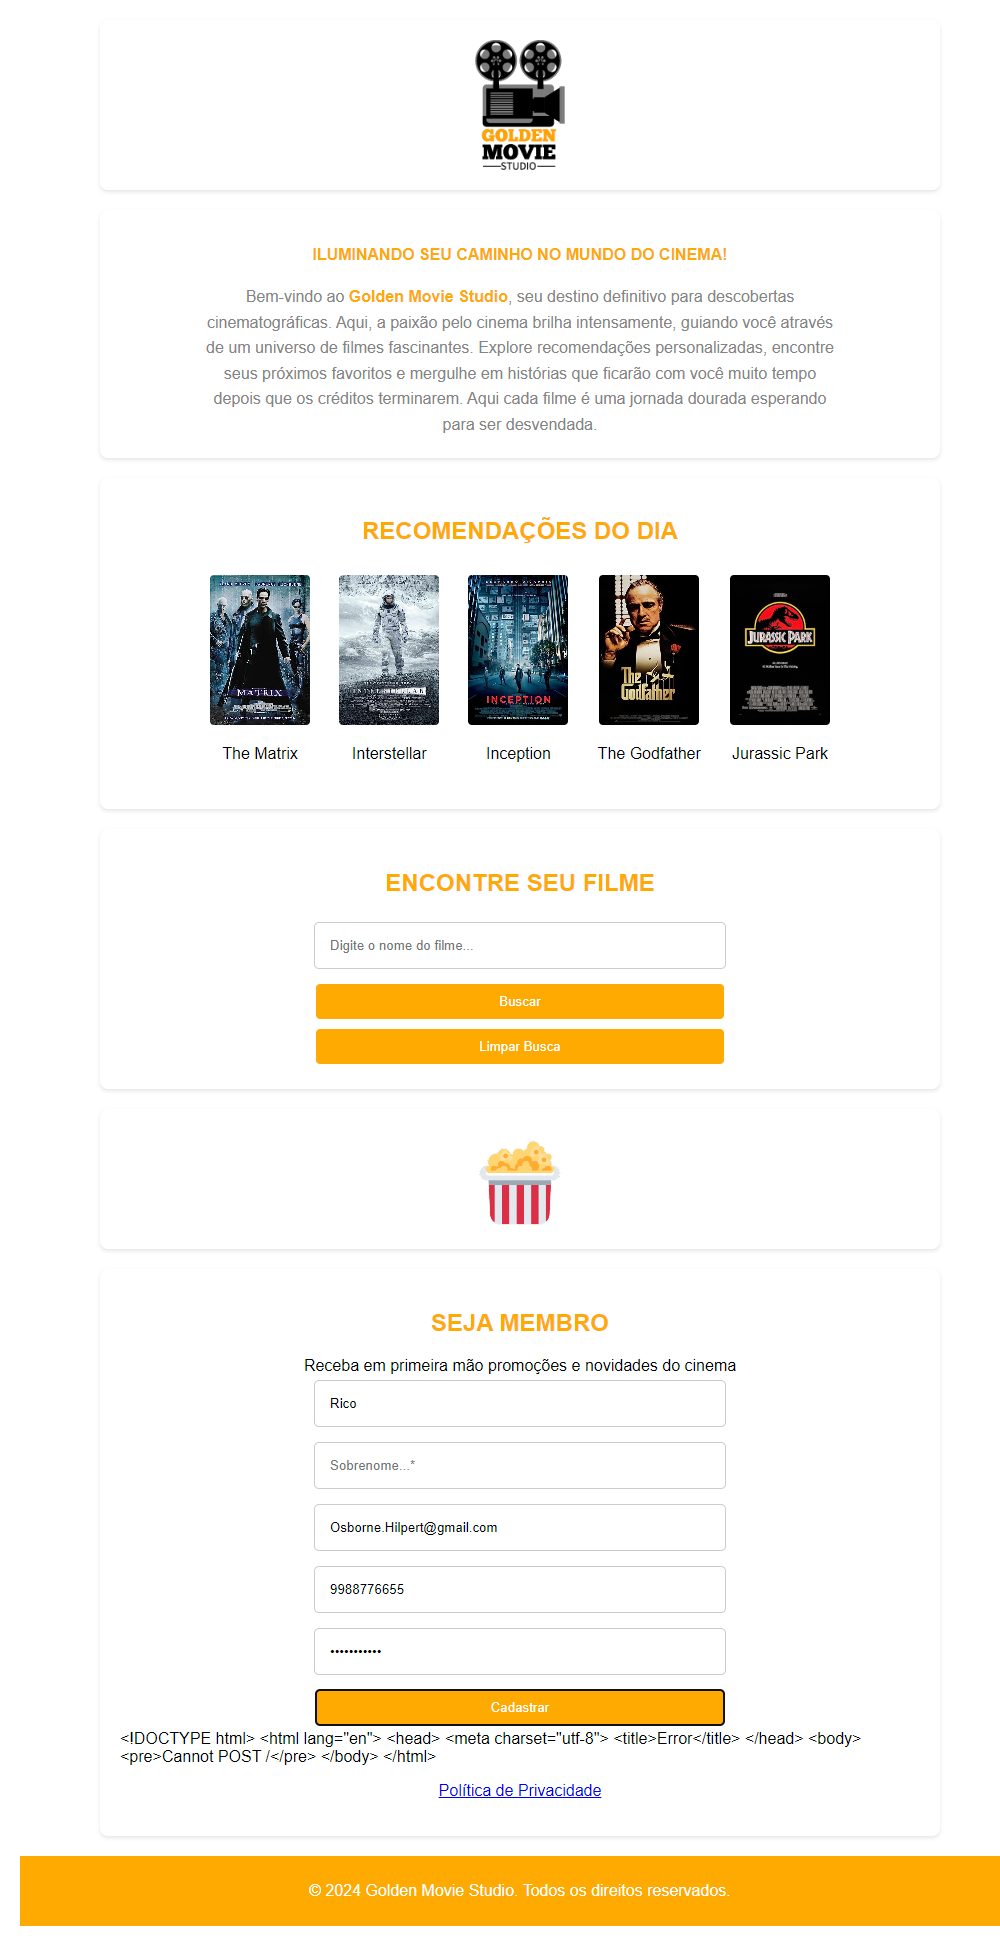 GOLDEN
MOVIE
STUDIO
ILUMINANDO SEU CAMINHO NO MUNDO DO CINEMA!
Bem-vindo ao Golden Movie Studio, seu destino definitivo para descobertas
cinematográficas. Aqui, a paixão pelo cinema brilha intensamente, guiando você através
de um universo de filmes fascinantes. Explore recomendações personalizadas, encontre
seus próximos favoritos e mergulhe em histórias que ficarão com você muito tempo
depois que os créditos terminarem. Aqui cada filme é uma jornada dourada esperando
para ser desvendada.
RECOMENDAÇÕES DO DIA
MATRIX
INTERSTELLAR
INCEPTION
The
Godfather
JURASSIC PARK
The Matrix
Interstellar
Inception
The Godfather
Jurassic Park
ENCONTRE SEU FILME
Digite o nome do filme...
Buscar
Limpar Busca
SEJA MEMBRO
Receba em primeira mão promoções e novidades do cinema
Rico
Sobrenome...*
Osborne.Hilpert@gmail.com
9988776655
•••••••••••
Cadastrar
<!DOCTYPE html> <html lang="en"> <head> <meta charset="utf-8"> <title>Error</title> </head> <body>
<pre>Cannot POST /</pre> </body> </html>
Política de Privacidade
© 2024 Golden Movie Studio. Todos os direitos reservados.